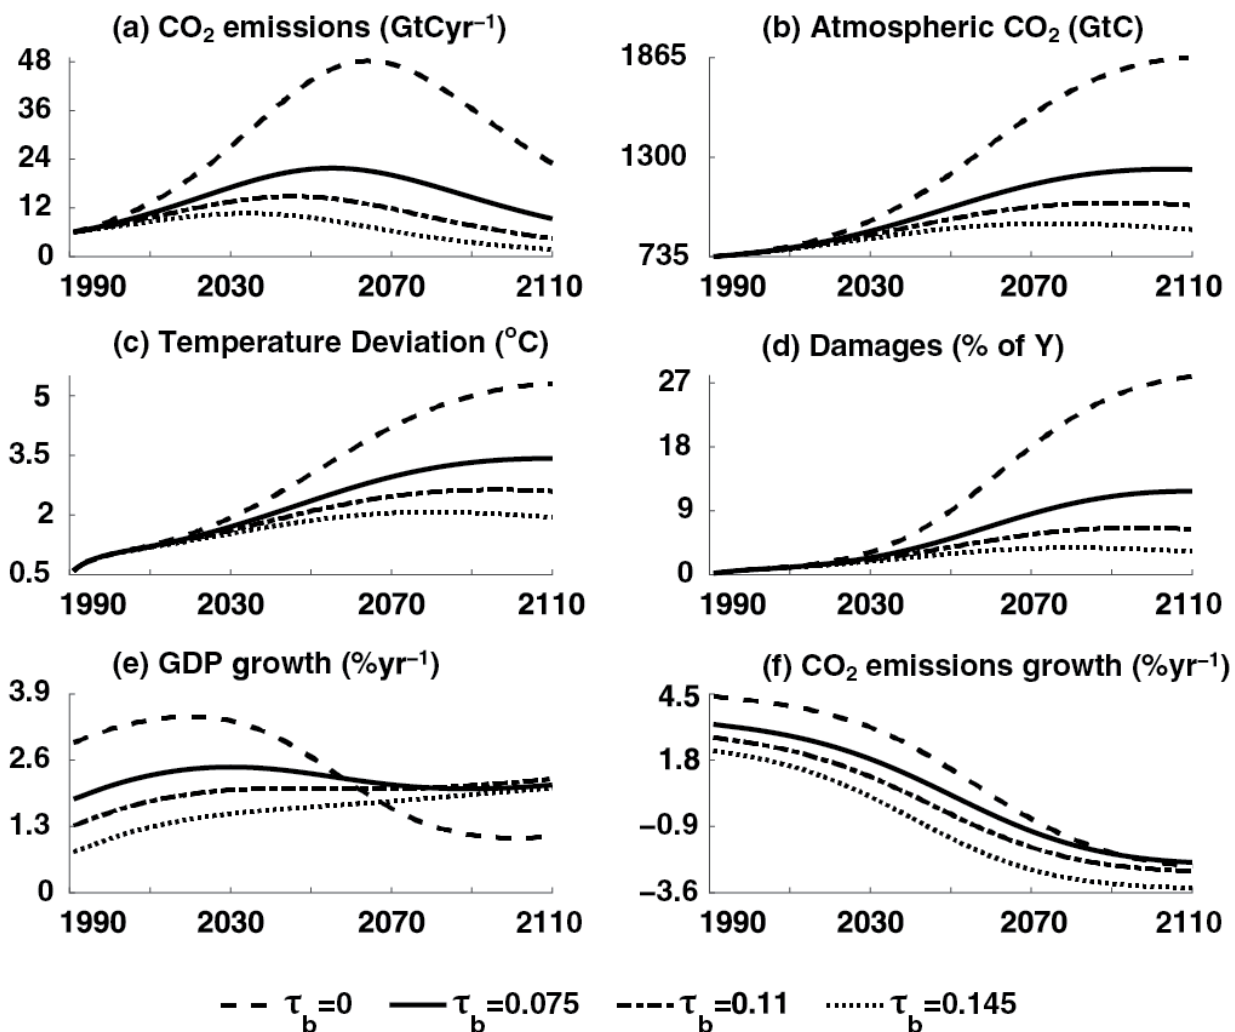 (a) CO₂ emissions (GtCyr⁻¹)
48
36
24
12
0
1990 2030 2070 2110
(b) Atmospheric CO₂ (GtC)
1865
1300
735
1990 2030 2070 2110
(c) Temperature Deviation (°C)
5
3.5
2
0.5
1990 2030 2070 2110
(d) Damages (% of Y)
27
18
9
0
1990 2030 2070 2110
(e) GDP growth (%yr⁻¹)
3.9
2.6
1.3
0
1990 2030 2070 2110
(f) CO₂ emissions growth (%yr⁻¹)
4.5
1.8
−0.9
−3.6
1990 2030 2070 2110
τb=0 τb=0.075 τb=0.11 τb=0.145